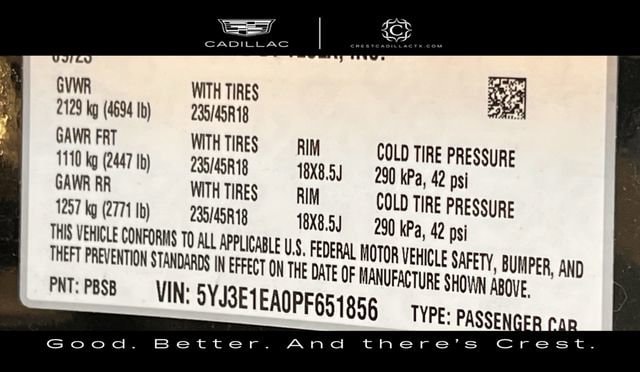 CADILLAC
CRESTCADILLACTX.COM
GVWR
WITH TIRES
2129 kg (4694 lb)
235/45R18
GAWR FRT
WITH TIRES
RIM
COLD TIRE PRESSURE
1110 kg (2447 lb)
235/45R18
18X8.5J
290 kPa, 42 psi
GAWR RR
WITH TIRES
RIM
COLD TIRE PRESSURE
1257 kg (2771 lb)
235/45R18
18X8.5J
290 kPa, 42 psi
THIS VEHICLE CONFORMS TO ALL APPLICABLE U.S. FEDERAL MOTOR VEHICLE SAFETY, BUMPER, AND
THEFT PREVENTION STANDARDS IN EFFECT ON THE DATE OF MANUFACTURE SHOWN ABOVE.
PNT: PBSB
VIN: 5YJ3E1EA0PF651856
TYPE: PASSENGER CAR
Good. Better. And there's Crest.